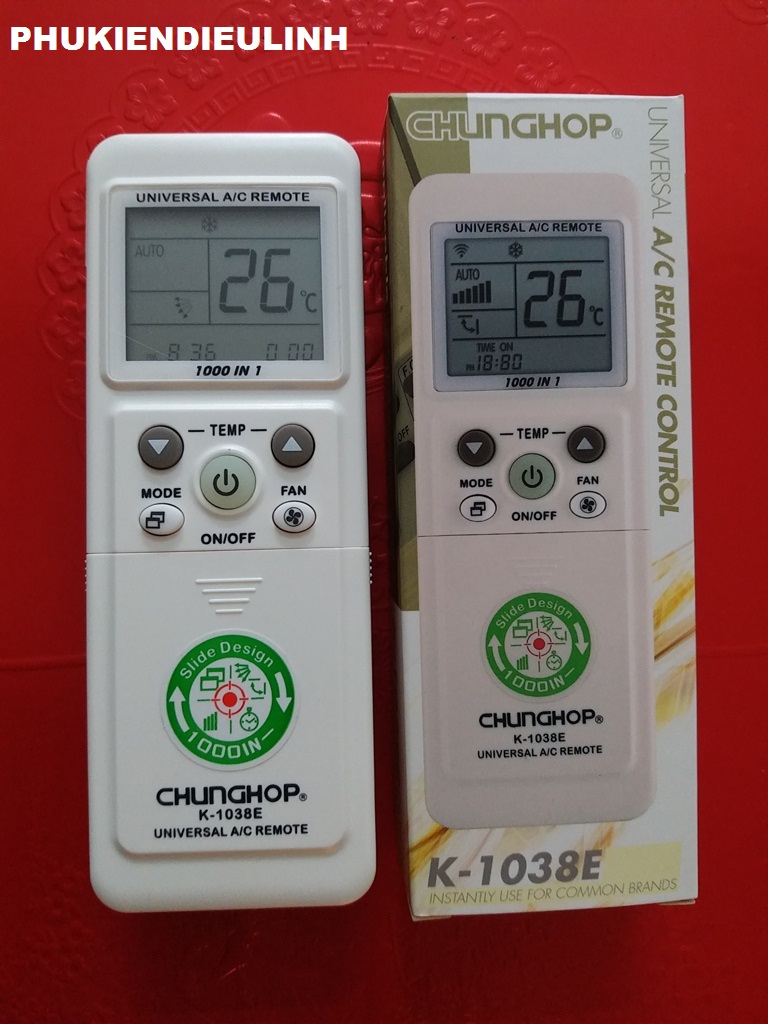 PHUKIENDIEULINH
UNIVERSAL A/C REMOTE
AUTO
26°C
8 36 0 00
1000 IN 1
TEMP
MODE
FAN
ON/OFF
Slide Design
1000IN
CHUNGHOP®
K-1038E
UNIVERSAL A/C REMOTE
CHUNGHOP®
UNIVERSAL A/C REMOTE CONTROL
UNIVERSAL A/C REMOTE
AUTO
26°C
TIME ON
PM 18:80
1000 IN 1
TEMP
MODE
FAN
ON/OFF
Slide Design
1000IN
CHUNGHOP®
K-1038E
UNIVERSAL A/C REMOTE
K-1038E
INSTANTLY USE FOR COMMON BRANDS